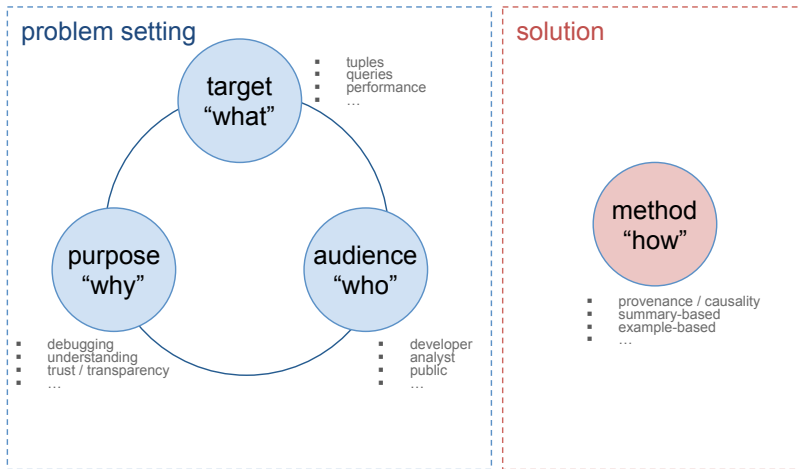 problem setting
target
“what”
▪ tuples
▪ queries
▪ performance
▪ …
purpose
“why”
▪ debugging
▪ understanding
▪ trust / transparency
▪ …
audience
“who”
▪ developer
▪ analyst
▪ public
▪ …
solution
method
“how”
▪ provenance / causality
▪ summary-based
▪ example-based
▪ …